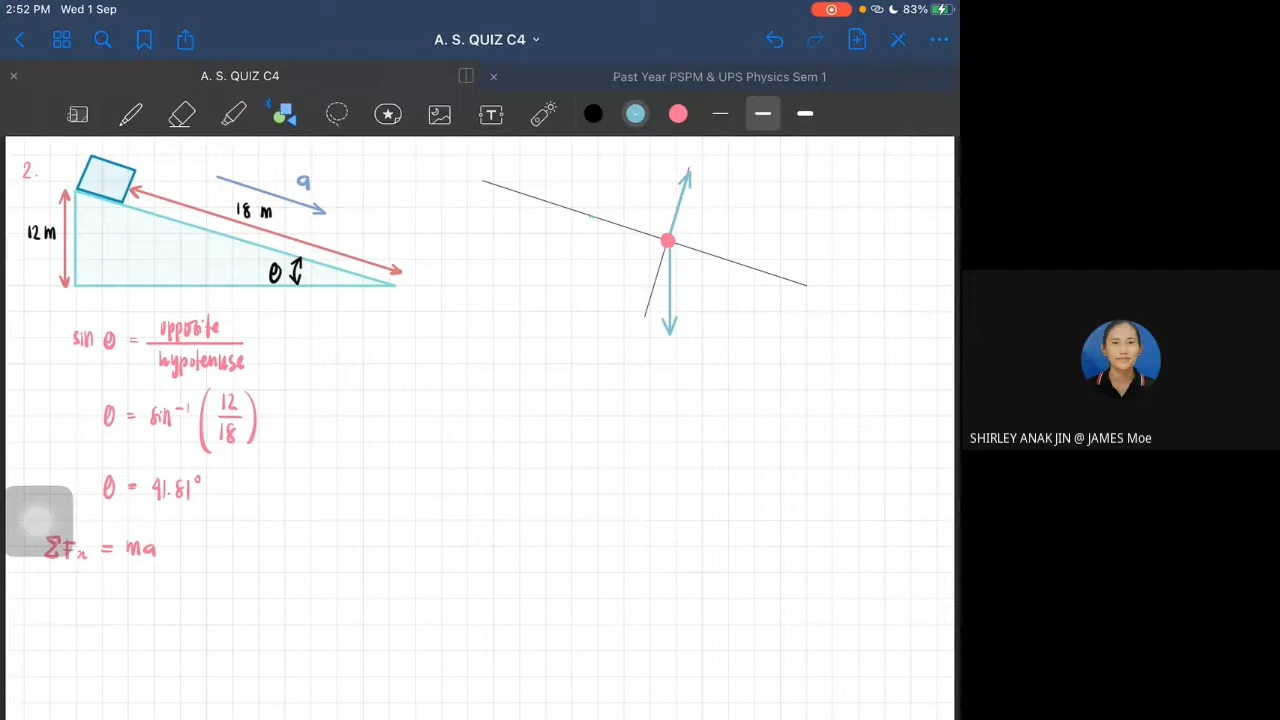 2:52 PM Wed 1 Sep
83%
A. S. QUIZ C4
A. S. QUIZ C4
Past Year PSPM & UPS Physics Sem 1
T
2.
a
18 m
12 m
θ
sin θ = opposite / hypotenuse
θ = sin⁻¹ (12/18)
θ = 41.81°
ΣFx = ma
SHIRLEY ANAK JIN @ JAMES Moe